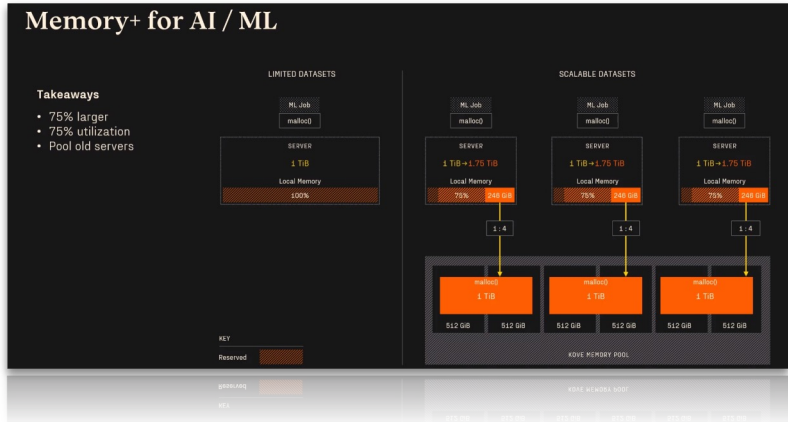 Memory+ for AI / ML
Takeaways
• 75% larger
• 75% utilization
• Pool old servers
LIMITED DATASETS
ML Job
malloc()
SERVER
1 TiB
Local Memory
100%
KEY
Reserved
SCALABLE DATASETS
ML Job
malloc()
SERVER
1 TiB→1.75 TiB
Local Memory
75% 246 GiB
1:4
malloc()
1 TiB
512 GiB 512 GiB
ML Job
malloc()
SERVER
1 TiB→1.75 TiB
Local Memory
75% 246 GiB
1:4
malloc()
1 TiB
512 GiB 512 GiB
ML Job
malloc()
SERVER
1 TiB→1.75 TiB
Local Memory
75% 246 GiB
1:4
malloc()
1 TiB
512 GiB 512 GiB
KOVE MEMORY POOL